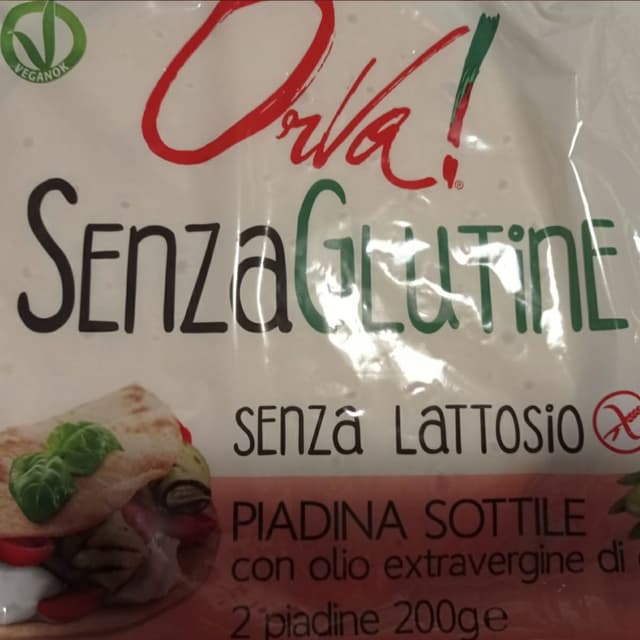 VEGANOK
OrVa!
SENZAGLUTINE
SENZA LATTOSIO
PIADINA SOTTILE
con olio extravergine di
2 piadine 200g e